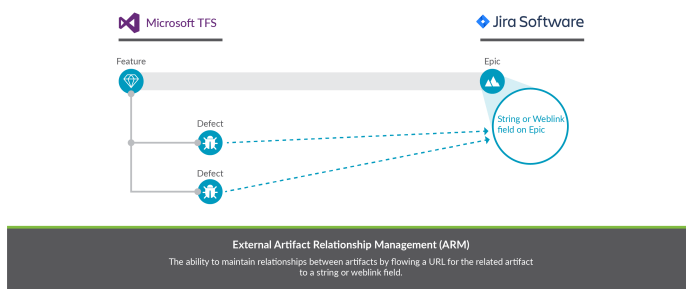 Microsoft TFS
Jira Software
Feature
Epic
Defect
String or Weblink
field on Epic
Defect
External Artifact Relationship Management (ARM)
The ability to maintain relationships between artifacts by flowing a URL for the related artifact
to a string or weblink field.